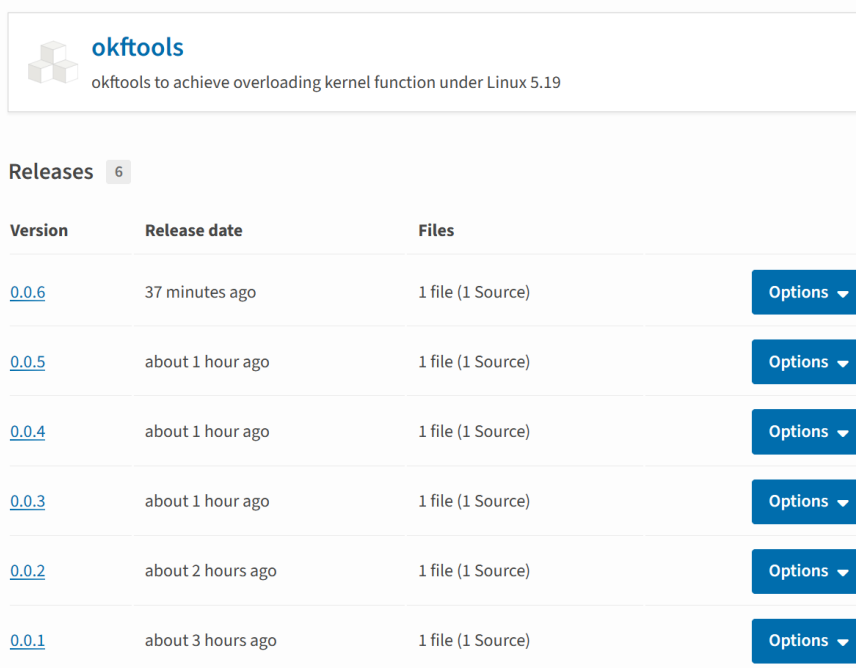 okftools
okftools to achieve overloading kernel function under Linux 5.19
Releases 6
Version Release date Files
0.0.6 37 minutes ago 1 file (1 Source) Options
0.0.5 about 1 hour ago 1 file (1 Source) Options
0.0.4 about 1 hour ago 1 file (1 Source) Options
0.0.3 about 1 hour ago 1 file (1 Source) Options
0.0.2 about 2 hours ago 1 file (1 Source) Options
0.0.1 about 3 hours ago 1 file (1 Source) Options